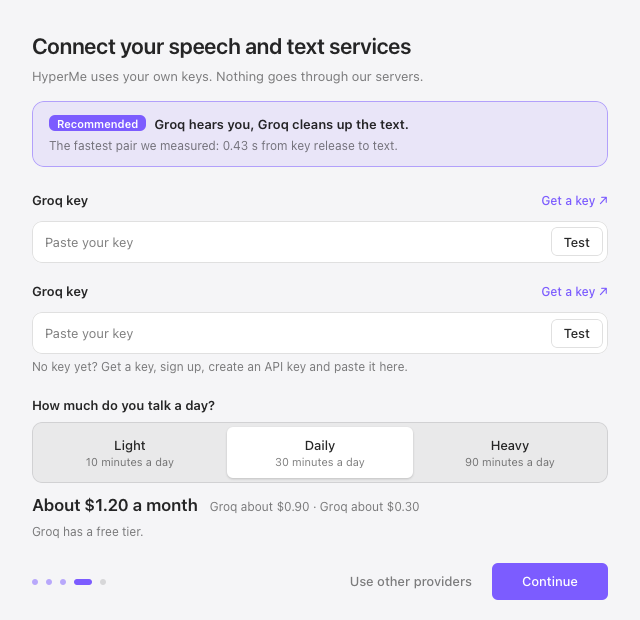 Connect your speech and text services
HyperMe uses your own keys. Nothing goes through our servers.
Recommended Groq hears you, Groq cleans up the text.
The fastest pair we measured: 0.43 s from key release to text.
Groq key Get a key ↗
Paste your key Test
Groq key Get a key ↗
Paste your key Test
No key yet? Get a key, sign up, create an API key and paste it here.
How much do you talk a day?
Light Daily Heavy
10 minutes a day 30 minutes a day 90 minutes a day
About $1.20 a month Groq about $0.90 · Groq about $0.30
Groq has a free tier.
Use other providers Continue